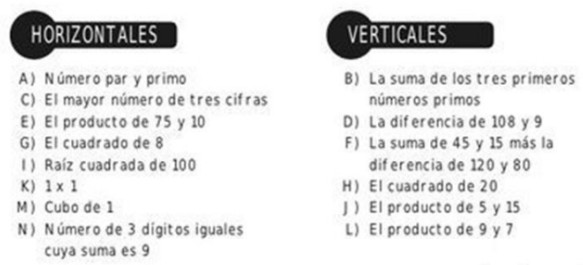 HORIZONTALES
A) Número par y primo
C) El mayor número de tres cifras
E) El producto de 75 y 10
G) El cuadrado de 8
I) Raíz cuadrada de 100
K) 1 x 1
M) Cubo de 1
N) Número de 3 dígitos iguales
cuya suma es 9
VERTICALES
B) La suma de los tres primeros
números primos
D) La diferencia de 108 y 9
F) La suma de 45 y 15 más la
diferencia de 120 y 80
H) El cuadrado de 20
J) El producto de 5 y 15
L) El producto de 9 y 7